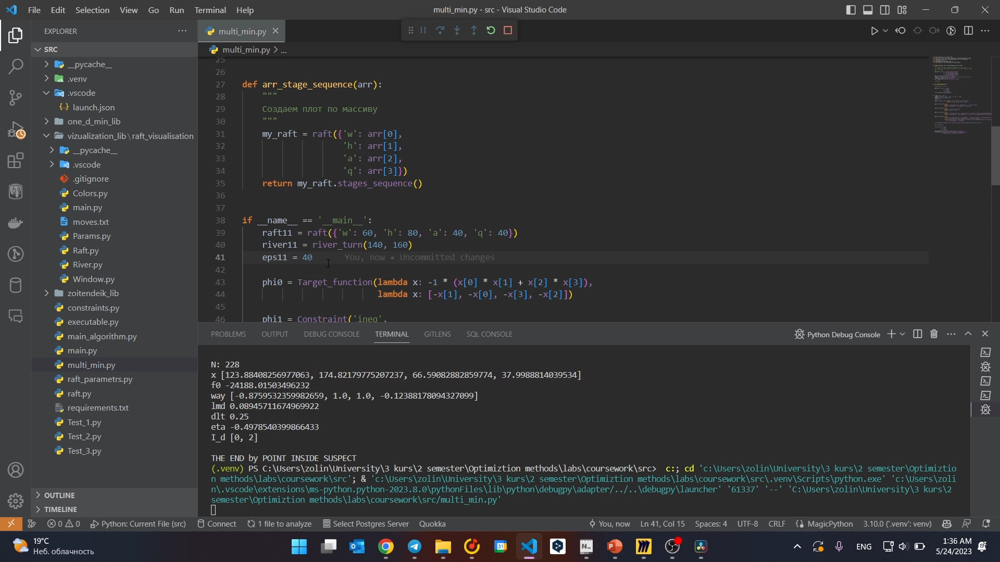 File Edit Selection View Go Run Terminal Help
multi_min.py - src - Visual Studio Code
EXPLORER
SRC
__pycache__
.venv
.vscode
launch.json
one_d_min_lib
vizualization_lib\raft_visualisation
__pycache__
.vscode
.gitignore
Colors.py
main.py
moves.txt
Params.py
Raft.py
River.py
Window.py
zoitendeik_lib
constraints.py
executable.py
main_algorithm.py
main.py
multi_min.py
raft_parametrs.py
raft.py
requirements.txt
Test_1.py
Test_2.py
Test_3.py
OUTLINE
TIMELINE
multi_min.py
multi_min.py > ...
25
26
27 def arr_stage_sequence(arr):
28 """
29 Создаем плот по массиву
30 """
31 my_raft = raft({'w': arr[0],
32 'h': arr[1],
33 'a': arr[2],
34 'q': arr[3]})
35 return my_raft.stages_sequence()
36
37
38 if __name__ == '__main__':
39 raft11 = raft({'w': 60, 'h': 80, 'a': 40, 'q': 40})
40 river11 = river_turn(140, 160)
41 eps11 = 40 You, now • Uncommitted changes
42
43 phi0 = Target_function(lambda x: -1 * (x[0] * x[1] + x[2] * x[3]),
44 lambda x: [-x[1], -x[0], -x[3], -x[2]])
45
46 phi1 = Constraint('ineq',
PROBLEMS OUTPUT DEBUG CONSOLE TERMINAL GITLENS SQL CONSOLE
Python Debug Console
N: 228
x [123.88408256977063, 174.82179775207237, 66.59082882859774, 37.9988814039534]
f0 -24188.01503496232
way [-0.8759532359982659, 1.0, 1.0, -0.12388178094327099]
lmd 0.08945711674969922
dlt 0.25
eta -0.4978540399866433
I_d [0, 2]
THE END by POINT INSIDE SUSPECT
(.venv) PS C:\Users\zolin\University\3 kurs\2 semester\Optimiztion methods\labs\coursework\src> c:; cd 'c:\Users\zolin\University\3 kurs\2 semester\Optimiztio
n methods\labs\coursework\src'; & 'c:\Users\zolin\University\3 kurs\2 semester\Optimiztion methods\labs\coursework\src\.venv\Scripts\python.exe' 'c:\Users\zoli
n\.vscode\extensions\ms-python.python-2023.8.0\pythonFiles\lib\python\debugpy\adapter/../..\debugpy\launcher' '61337' '--' 'C:\Users\zolin\University\3 kurs\2
semester\Optimiztion methods\labs\coursework\src/multi_min.py'
0 0 Python: Current File (src) Connect 1 file to analyze Select Postgres Server Quokka You, now Ln 41, Col 15 Spaces: 4 UTF-8 CRLF MagicPython 3.10.0 ('.venv': venv)
19°C
Неб. облачность
31
ENG
1:36 AM
5/24/2023